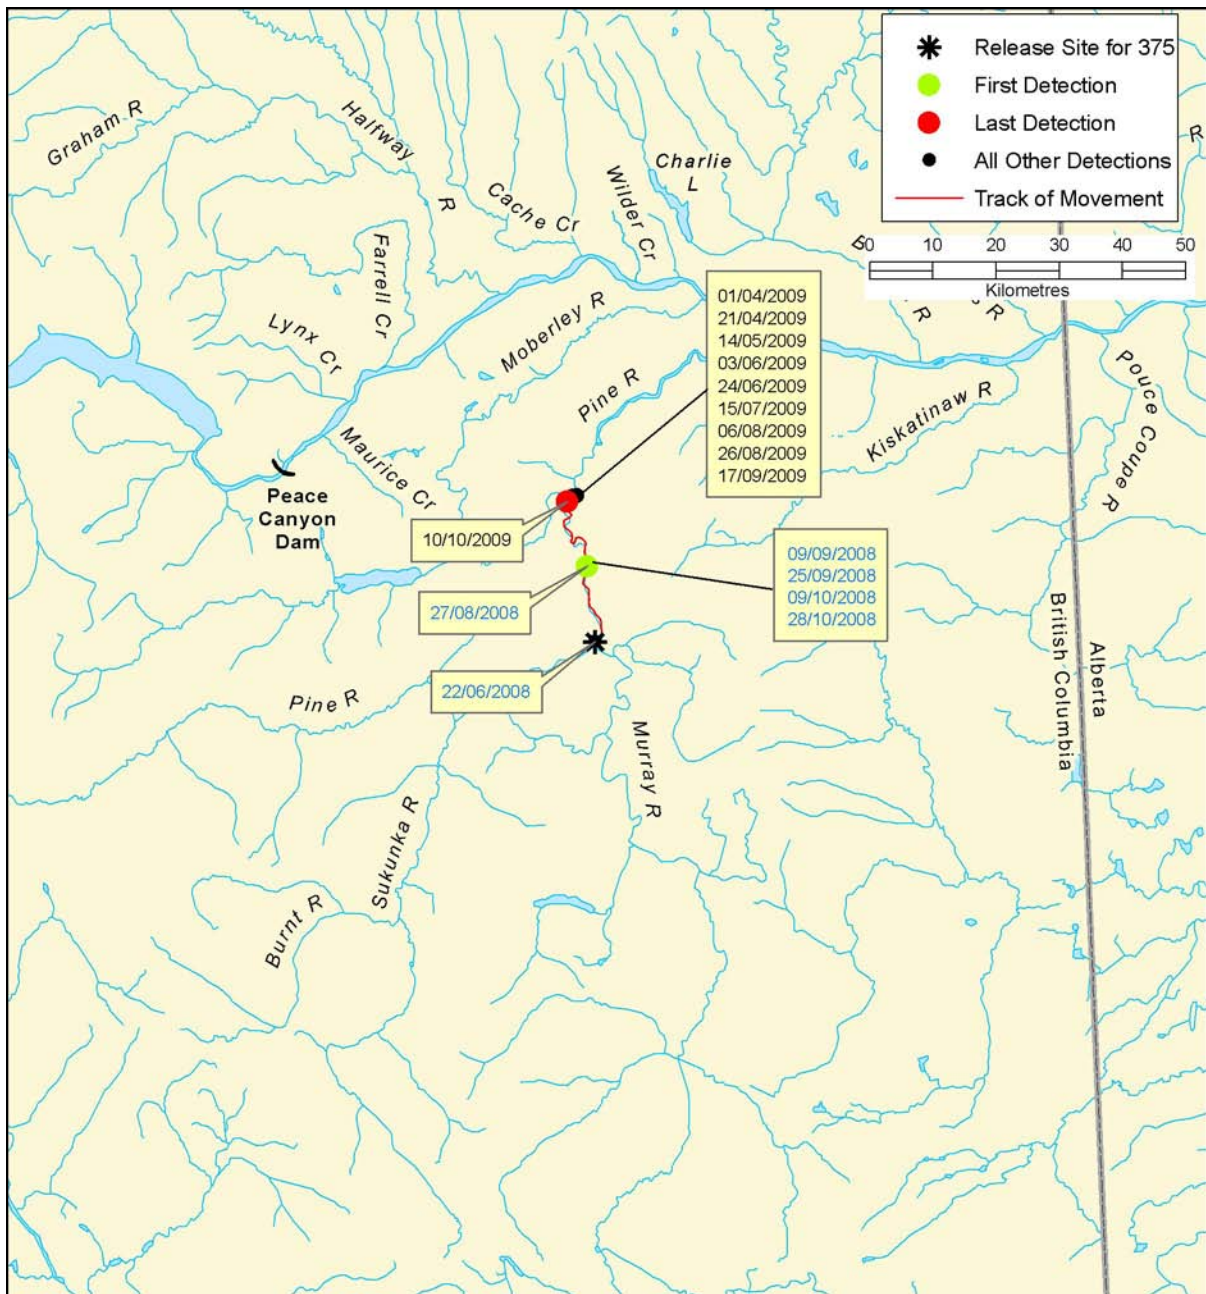 Release Site for 375
First Detection
Last Detection
All Other Detections
Track of Movement
0 10 20 30 40 50
Kilometres
Graham R
Halfway R
Cache Cr
Wilder Cr
Charlie L
R
B
R
R
Farrell Cr
Lynx Cr
Moberley R
Pine R
Maurice Cr
Kiskatinaw R
Pouce Coupe R
Peace
Canyon
Dam
01/04/2009
21/04/2009
14/05/2009
03/06/2009
24/06/2009
15/07/2009
06/08/2009
26/08/2009
17/09/2009
10/10/2009
09/09/2008
25/09/2008
09/10/2008
28/10/2008
27/08/2008
22/06/2008
British Columbia
Alberta
Pine R
Murray R
Sukunka R
Burnt R